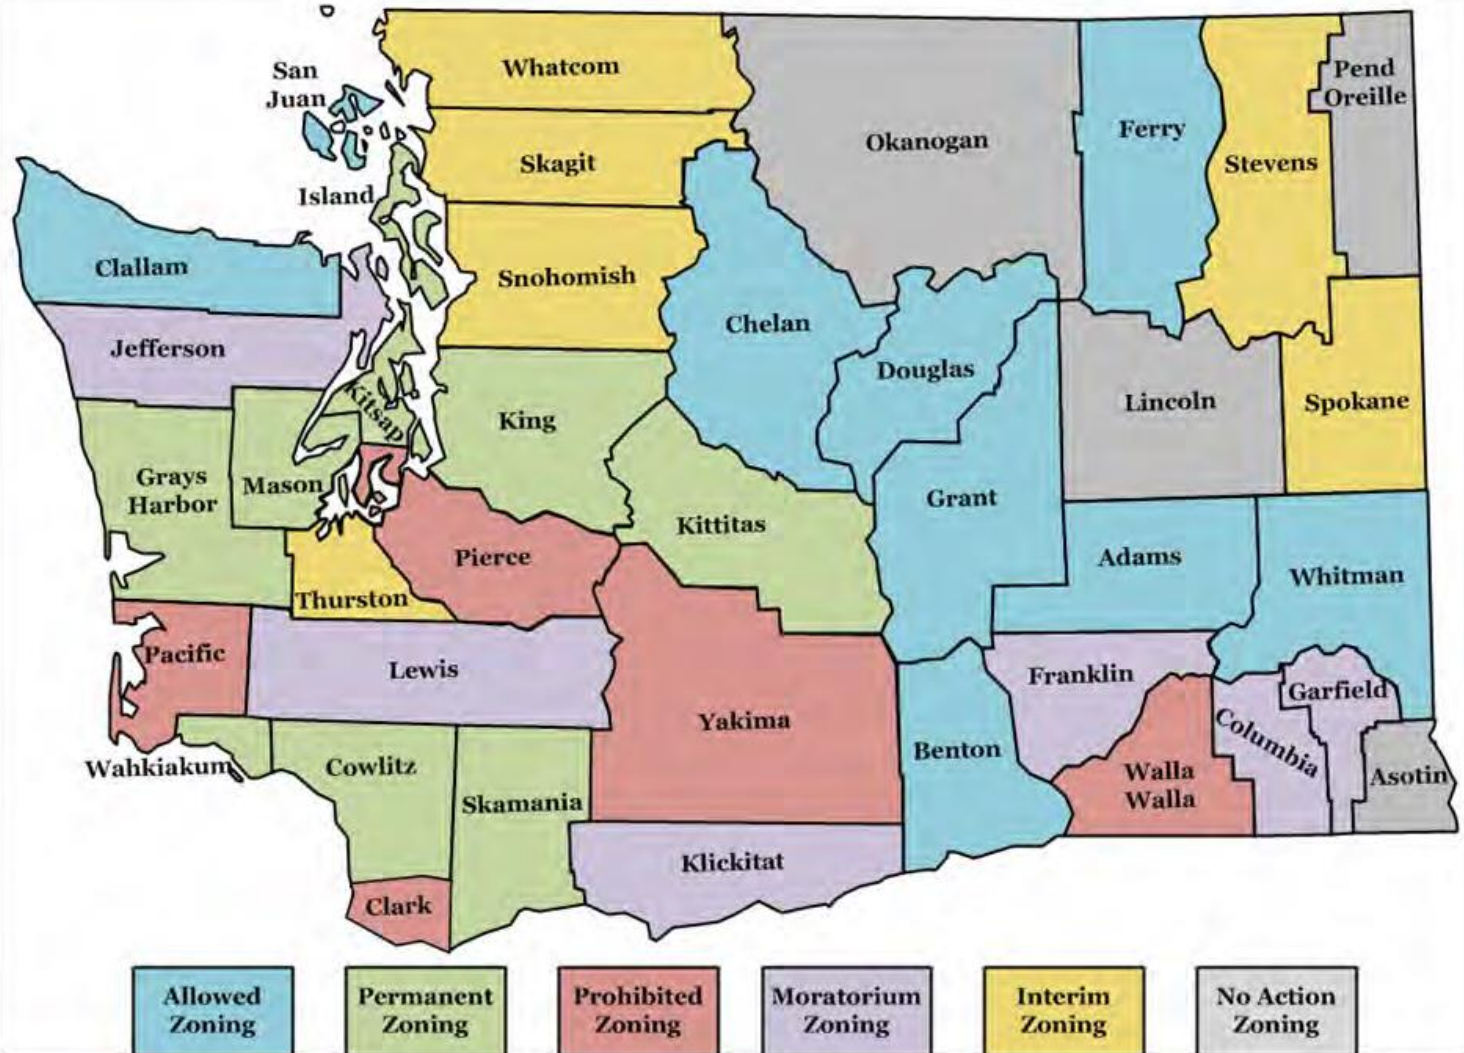 Whatcom
San
Juan
Pend
Oreille
Okanogan
Ferry
Skagit
Stevens
Island
Clallam
Snohomish
Chelan
Jefferson
Douglas
Kitsap
King
Lincoln
Spokane
Grays
Harbor
Mason
Kittitas
Grant
Pierce
Adams
Whitman
Thurston
Pacific
Lewis
Franklin
Garfield
Yakima
Columbia
Benton
Wahkiakum
Cowlitz
Walla
Walla
Asotin
Skamania
Klickitat
Clark
Allowed
Zoning
Permanent
Zoning
Prohibited
Zoning
Moratorium
Zoning
Interim
Zoning
No Action
Zoning